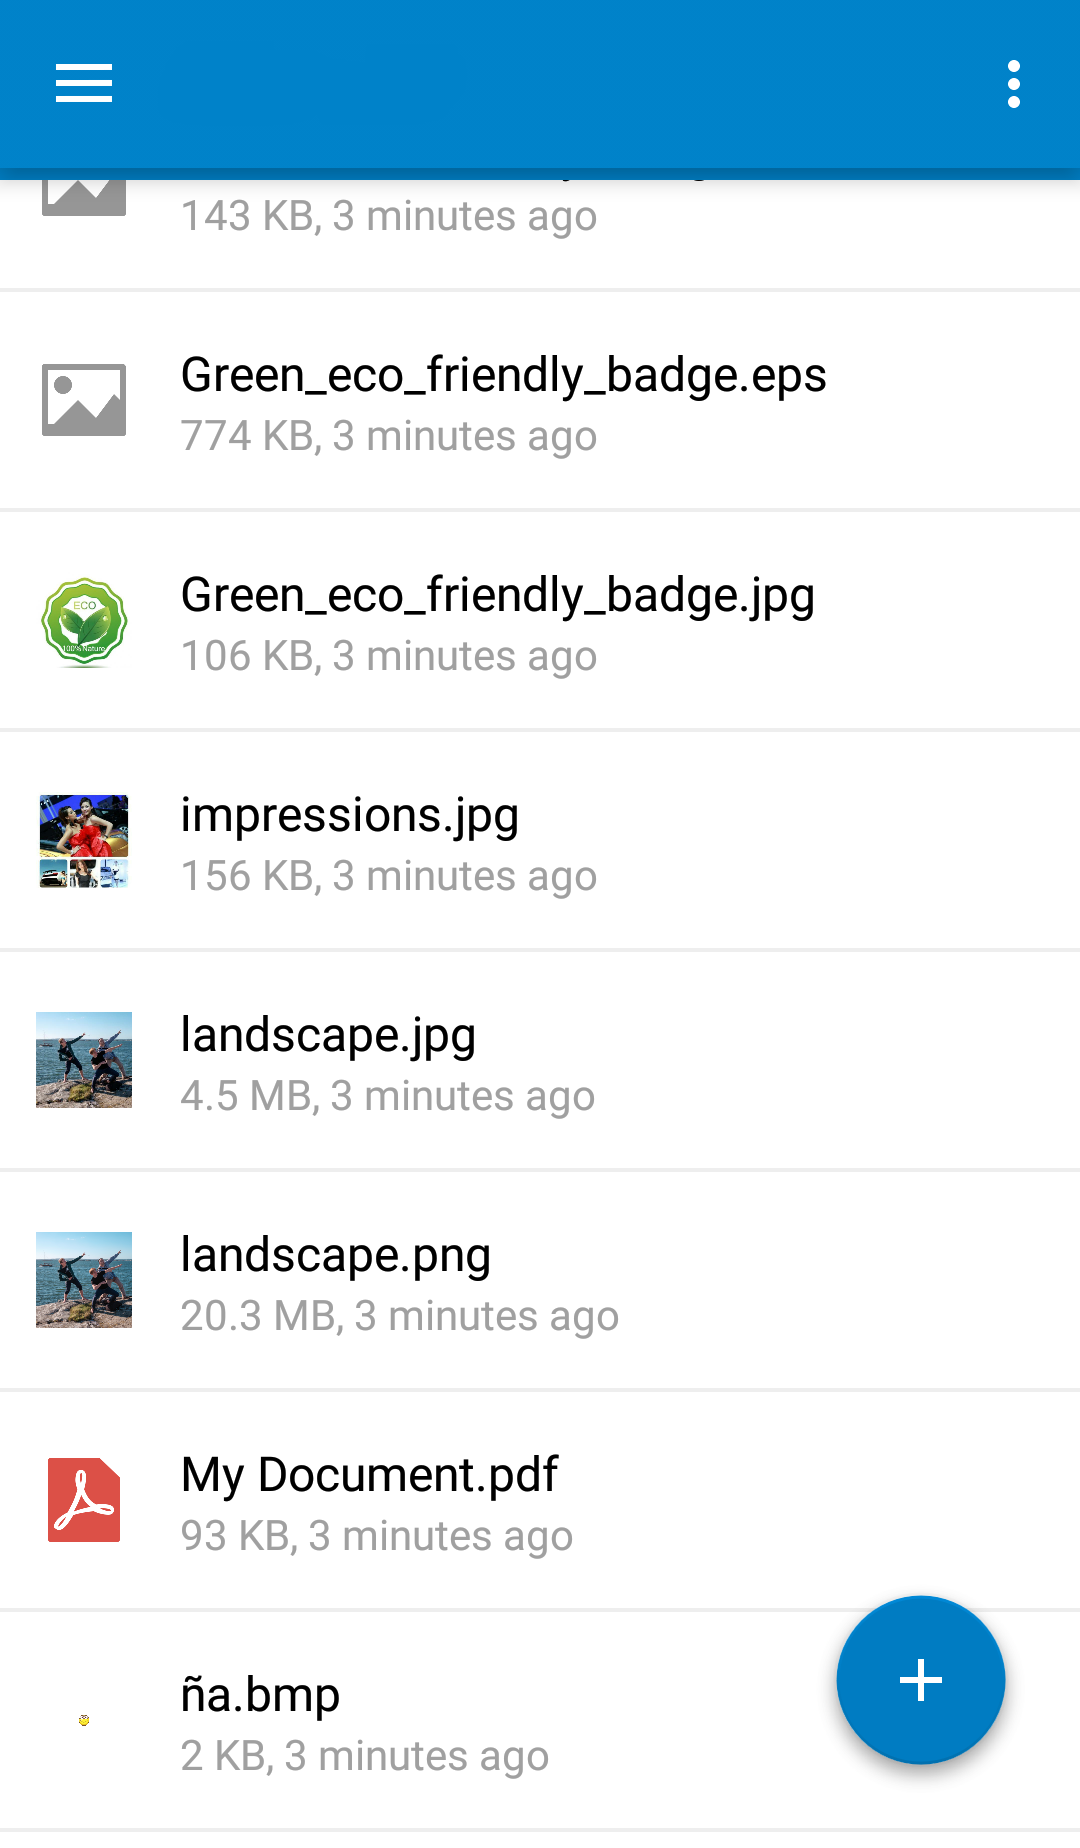 143 KB, 3 minutes ago
Green_eco_friendly_badge.eps
774 KB, 3 minutes ago
ECO
100% Nature
Green_eco_friendly_badge.jpg
106 KB, 3 minutes ago
impressions.jpg
156 KB, 3 minutes ago
landscape.jpg
4.5 MB, 3 minutes ago
landscape.png
20.3 MB, 3 minutes ago
My Document.pdf
93 KB, 3 minutes ago
ña.bmp
2 KB, 3 minutes ago